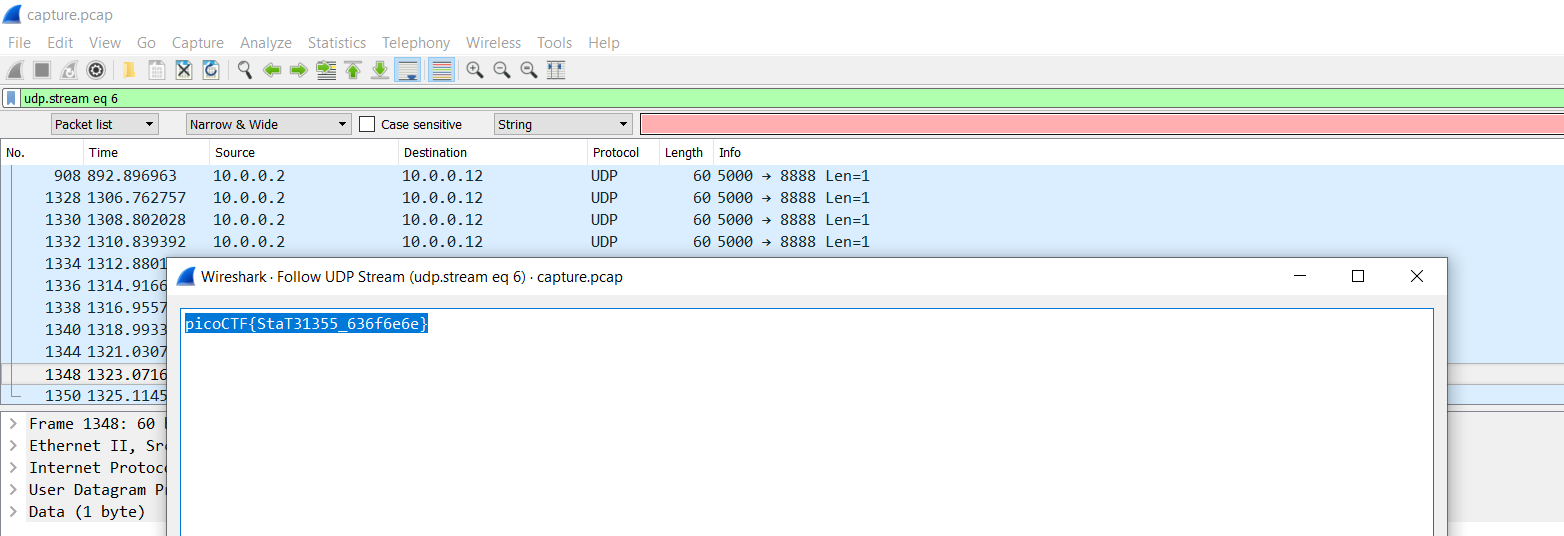 capture.pcap
File Edit View Go Capture Analyze Statistics Telephony Wireless Tools Help
udp.stream eq 6
Packet list Narrow & Wide Case sensitive String
No. Time Source Destination Protocol Length Info
908 892.896963 10.0.0.2 10.0.0.12 UDP 60 5000 → 8888 Len=1
1328 1306.762757 10.0.0.2 10.0.0.12 UDP 60 5000 → 8888 Len=1
1330 1308.802028 10.0.0.2 10.0.0.12 UDP 60 5000 → 8888 Len=1
1332 1310.839392 10.0.0.2 10.0.0.12 UDP 60 5000 → 8888 Len=1
1334 1312.8801
1336 1314.9166
1338 1316.9557
1340 1318.9933
1344 1321.0307
1348 1323.0716
1350 1325.1145
Wireshark · Follow UDP Stream (udp.stream eq 6) · capture.pcap
picoCTF{StaT31355_636f6e6e}
Frame 1348: 60
Ethernet II, Src
Internet Protoco
User Datagram Pr
Data (1 byte)